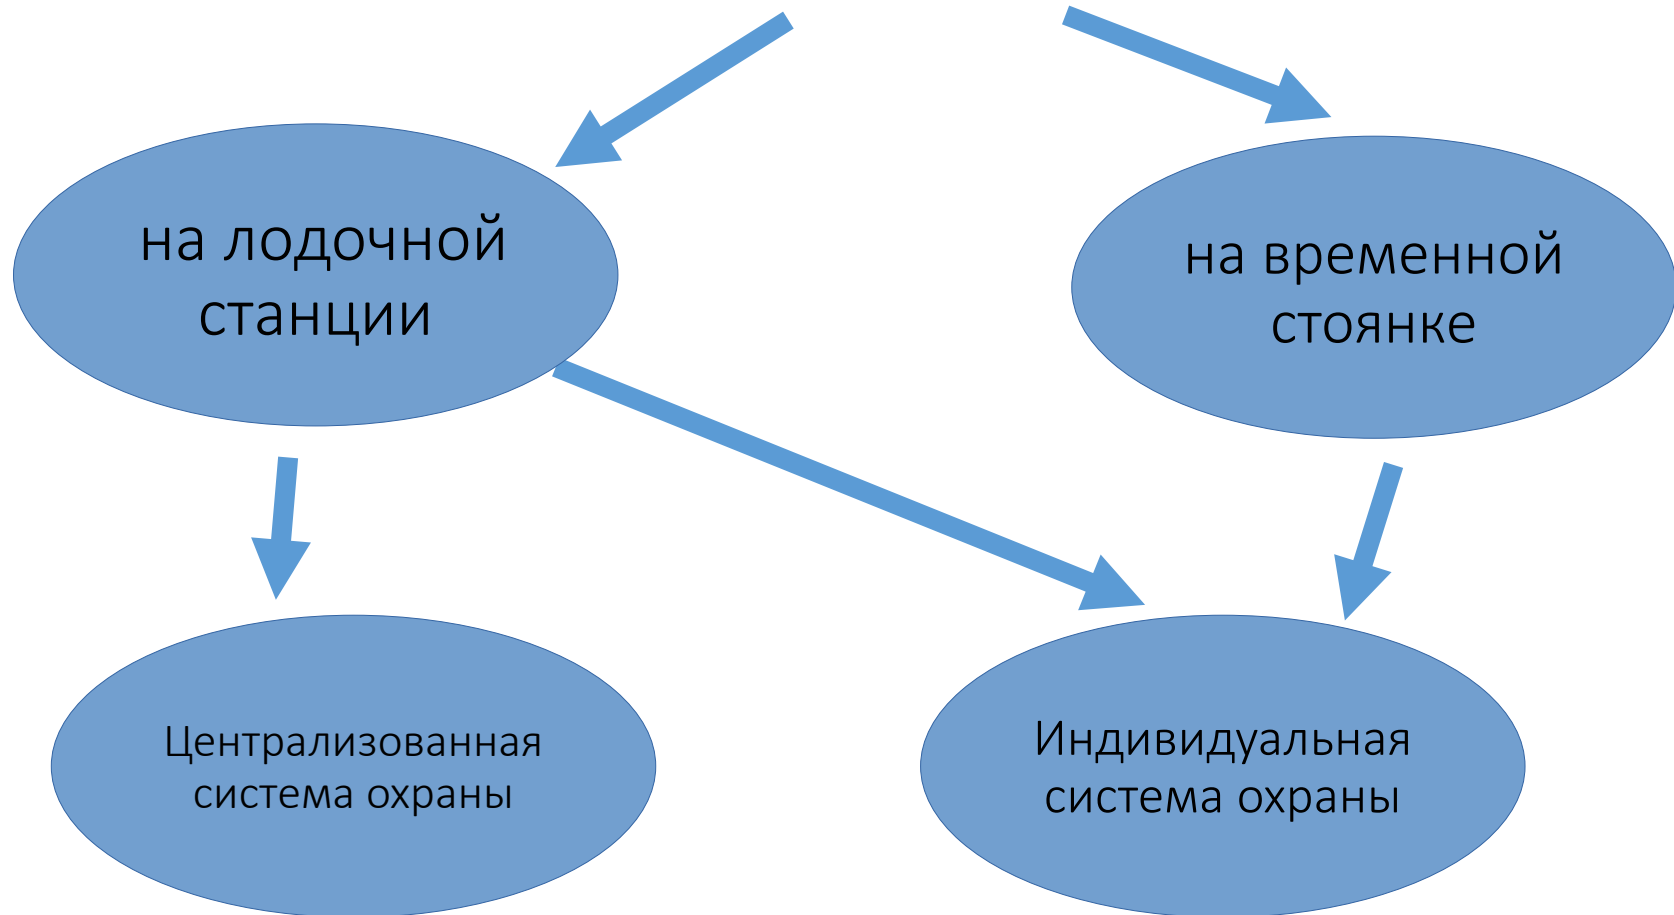 на лодочной
станции
на временной
стоянке
Централизованная
система охраны
Индивидуальная
система охраны